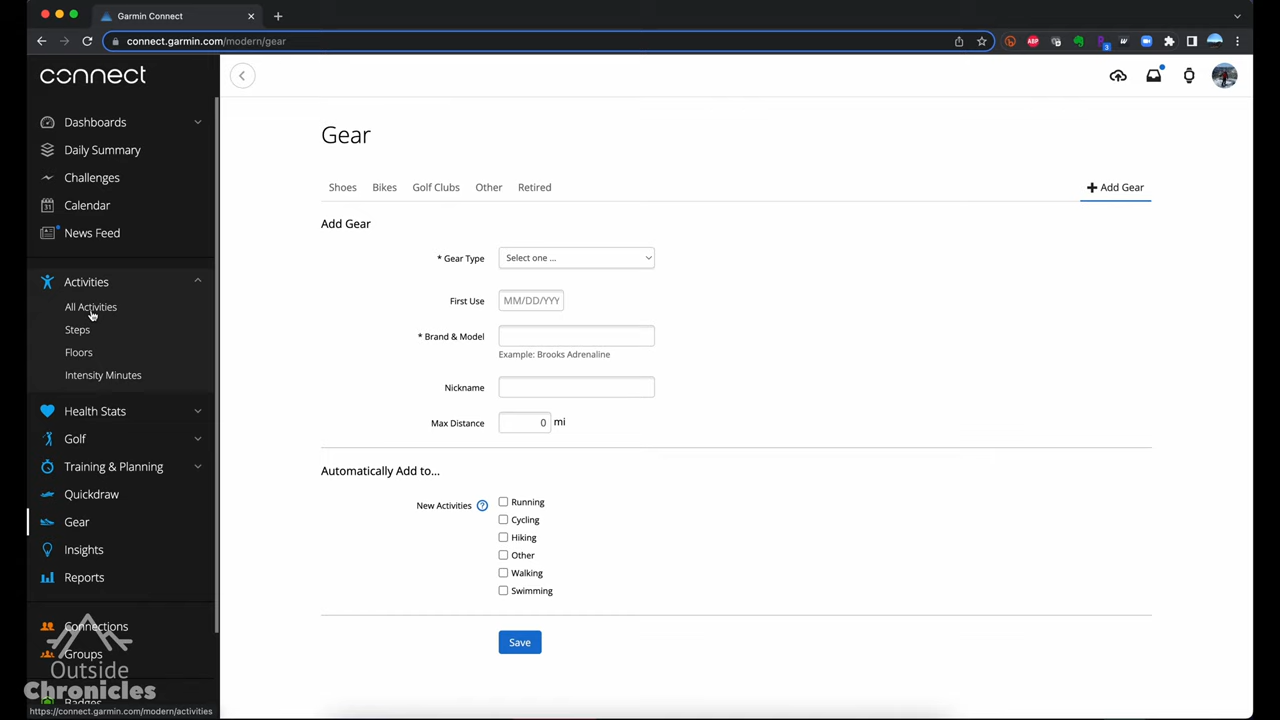 Garmin Connect
connect.garmin.com/modern/gear
connect
Dashboards
Daily Summary
Challenges
Calendar
News Feed
Activities
All Activities
Steps
Floors
Intensity Minutes
Health Stats
Golf
Training & Planning
Quickdraw
Gear
Insights
Reports
Connections
Groups
Badges
Outside
Chronicles
https://connect.garmin.com/modern/activities
Gear
Shoes Bikes Golf Clubs Other Retired + Add Gear
Add Gear
* Gear Type Select one ...
First Use MM/DD/YYY
* Brand & Model
Example: Brooks Adrenaline
Nickname
Max Distance 0 mi
Automatically Add to...
New Activities ? Running
Cycling
Hiking
Other
Walking
Swimming
Save